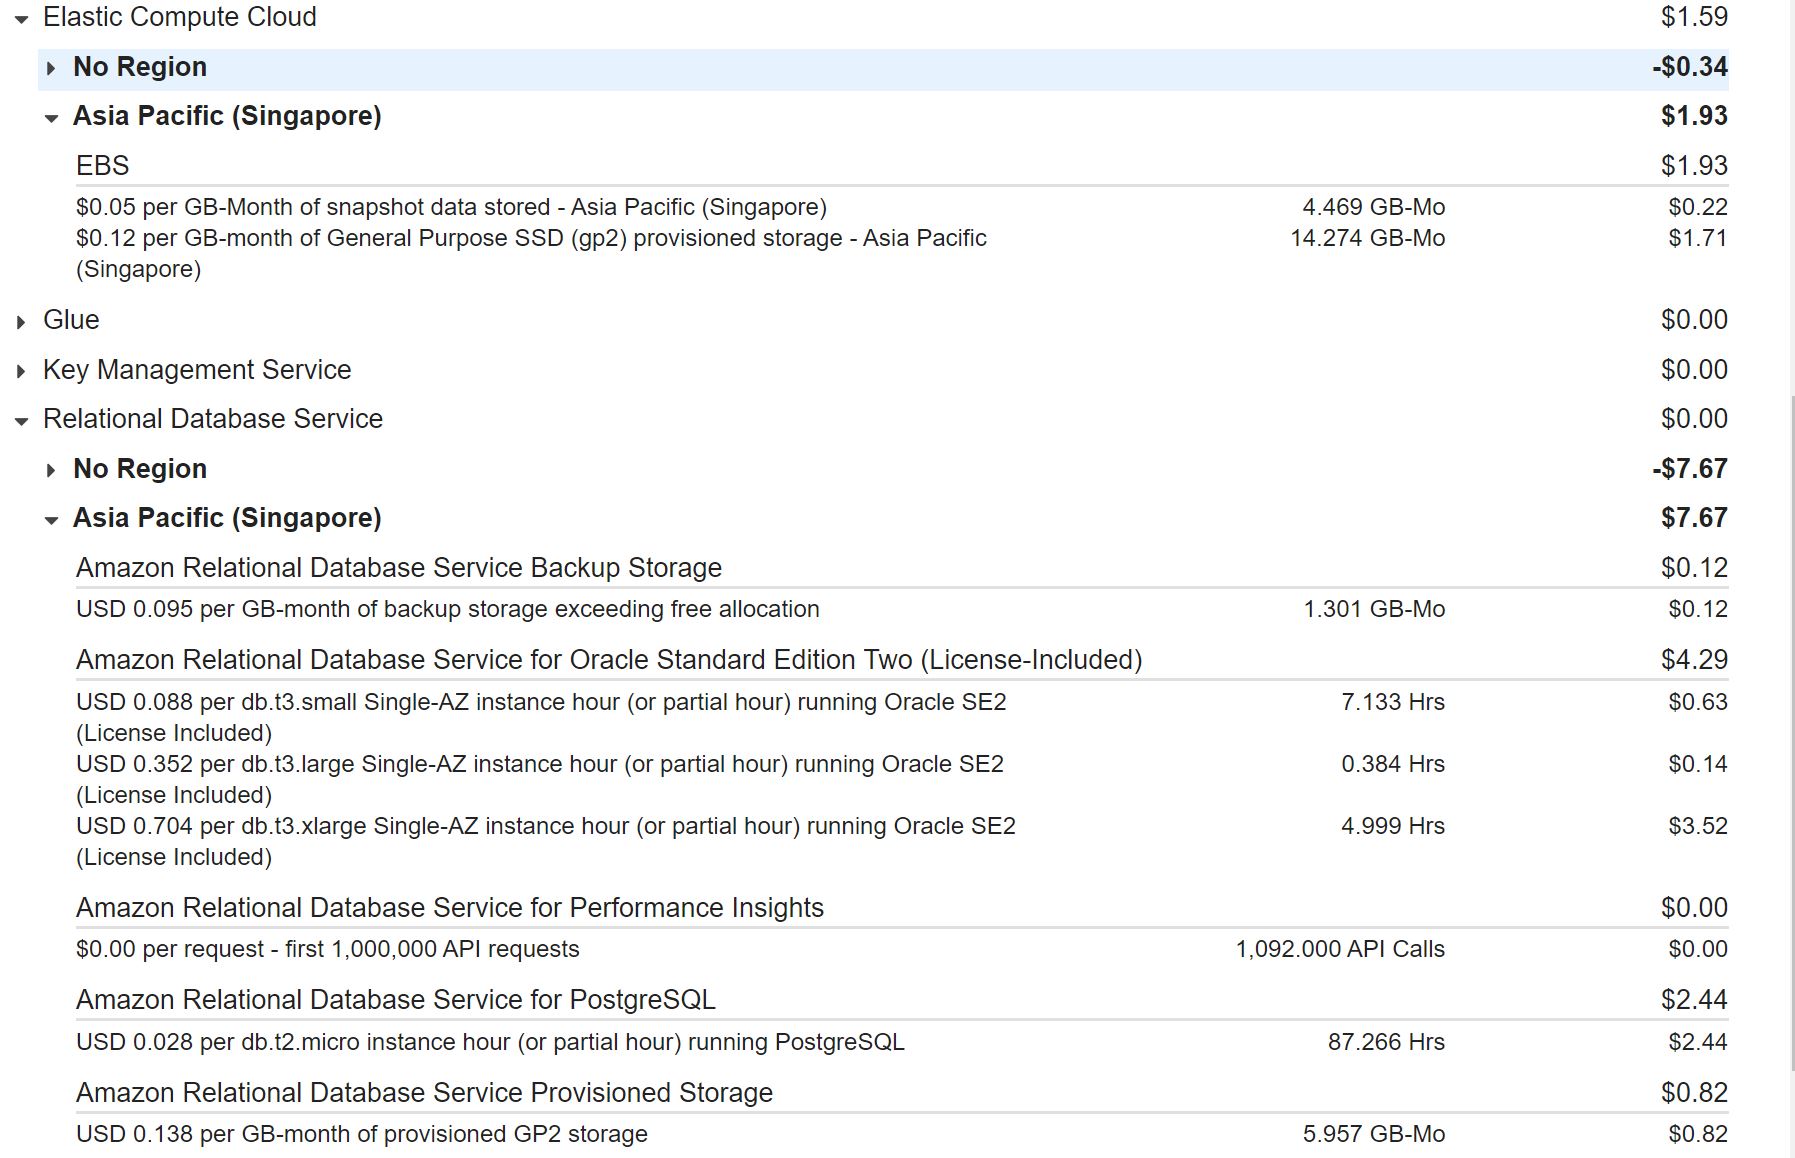 Elastic Compute Cloud $1.59
No Region -$0.34
Asia Pacific (Singapore) $1.93
EBS $1.93
$0.05 per GB-Month of snapshot data stored - Asia Pacific (Singapore) 4.469 GB-Mo $0.22
$0.12 per GB-month of General Purpose SSD (gp2) provisioned storage - Asia Pacific 14.274 GB-Mo $1.71
(Singapore)
Glue $0.00
Key Management Service $0.00
Relational Database Service $0.00
No Region -$7.67
Asia Pacific (Singapore) $7.67
Amazon Relational Database Service Backup Storage $0.12
USD 0.095 per GB-month of backup storage exceeding free allocation 1.301 GB-Mo $0.12
Amazon Relational Database Service for Oracle Standard Edition Two (License-Included) $4.29
USD 0.088 per db.t3.small Single-AZ instance hour (or partial hour) running Oracle SE2 7.133 Hrs $0.63
(License Included)
USD 0.352 per db.t3.large Single-AZ instance hour (or partial hour) running Oracle SE2 0.384 Hrs $0.14
(License Included)
USD 0.704 per db.t3.xlarge Single-AZ instance hour (or partial hour) running Oracle SE2 4.999 Hrs $3.52
(License Included)
Amazon Relational Database Service for Performance Insights $0.00
$0.00 per request - first 1,000,000 API requests 1,092.000 API Calls $0.00
Amazon Relational Database Service for PostgreSQL $2.44
USD 0.028 per db.t2.micro instance hour (or partial hour) running PostgreSQL 87.266 Hrs $2.44
Amazon Relational Database Service Provisioned Storage $0.82
USD 0.138 per GB-month of provisioned GP2 storage 5.957 GB-Mo $0.82